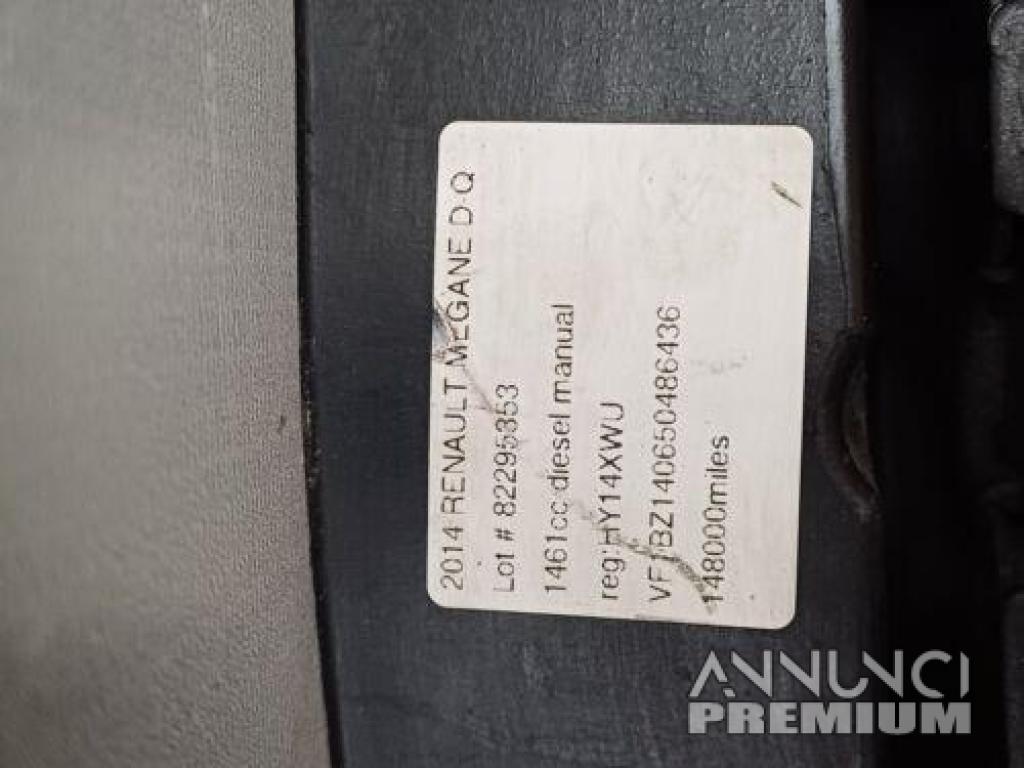 2014 RENAULT MEGANE D-Q
Lot # 82295353
1461cc diesel manual
reg:HY14XWU
VF1BZ140650486436
148000miles
ANNUNCI
PREMIUM